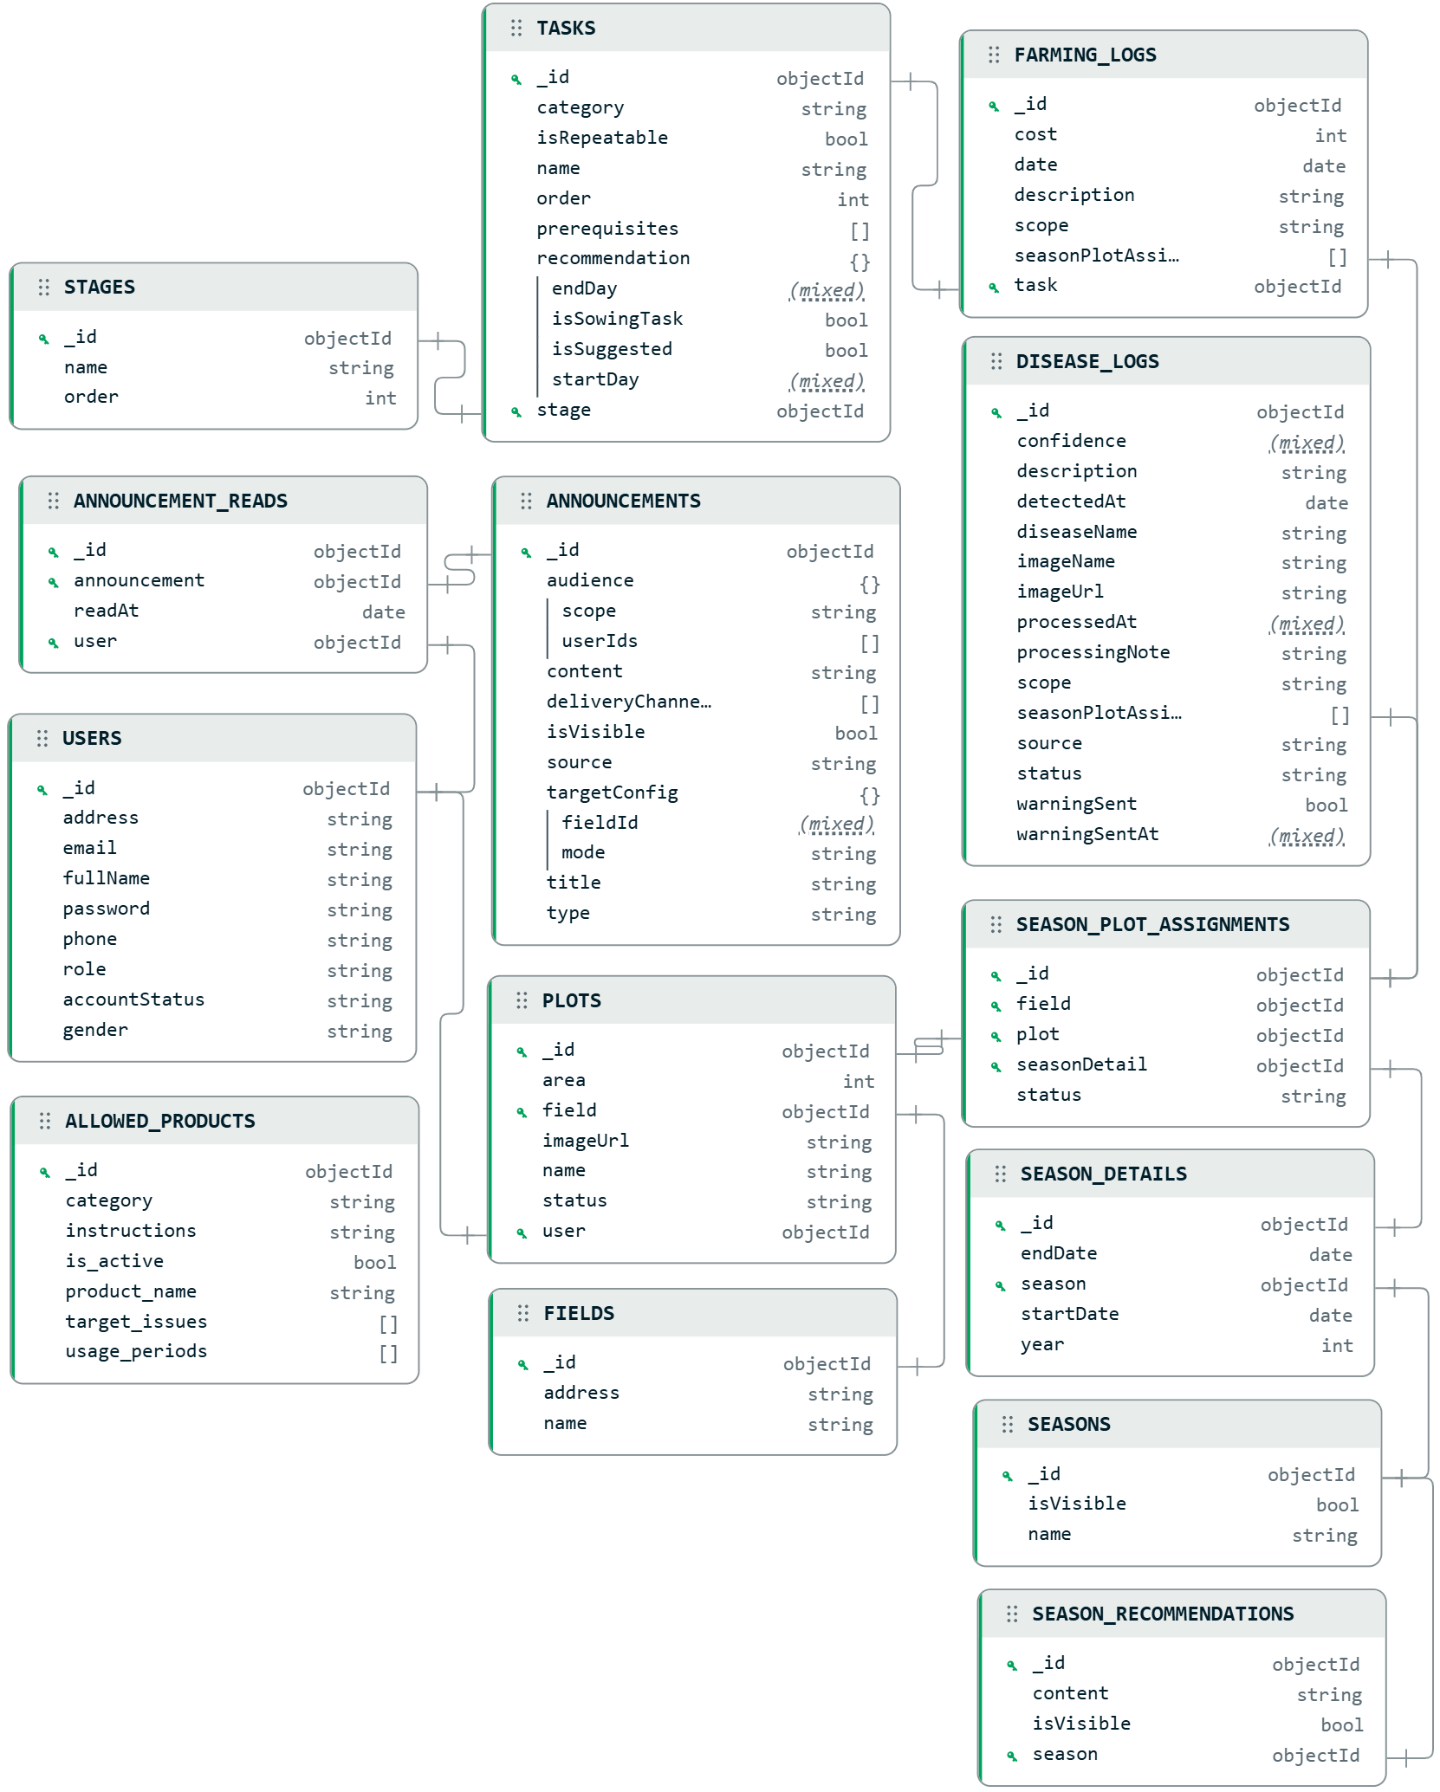 TASKS
_id objectId
category string
isRepeatable bool
name string
order int
prerequisites []
recommendation {}
endDay (mixed)
isSowingTask bool
isSuggested bool
startDay (mixed)
stage objectId
FARMING_LOGS
_id objectId
cost int
date date
description string
scope string
seasonPlotAssi… []
task objectId
STAGES
_id objectId
name string
order int
DISEASE_LOGS
_id objectId
confidence (mixed)
description string
detectedAt date
diseaseName string
imageName string
imageUrl string
processedAt (mixed)
processingNote string
scope string
seasonPlotAssi… []
source string
status string
warningSent bool
warningSentAt (mixed)
ANNOUNCEMENT_READS
_id objectId
announcement objectId
readAt date
user objectId
ANNOUNCEMENTS
_id objectId
audience {}
scope string
userIds []
content string
deliveryChanne… []
isVisible bool
source string
targetConfig {}
fieldId (mixed)
mode string
title string
type string
USERS
_id objectId
address string
email string
fullName string
password string
phone string
role string
accountStatus string
gender string
SEASON_PLOT_ASSIGNMENTS
_id objectId
field objectId
plot objectId
seasonDetail objectId
status string
PLOTS
_id objectId
area int
field objectId
imageUrl string
name string
status string
user objectId
ALLOWED_PRODUCTS
_id objectId
category string
instructions string
is_active bool
product_name string
target_issues []
usage_periods []
SEASON_DETAILS
_id objectId
endDate date
season objectId
startDate date
year int
FIELDS
_id objectId
address string
name string
SEASONS
_id objectId
isVisible bool
name string
SEASON_RECOMMENDATIONS
_id objectId
content string
isVisible bool
season objectId